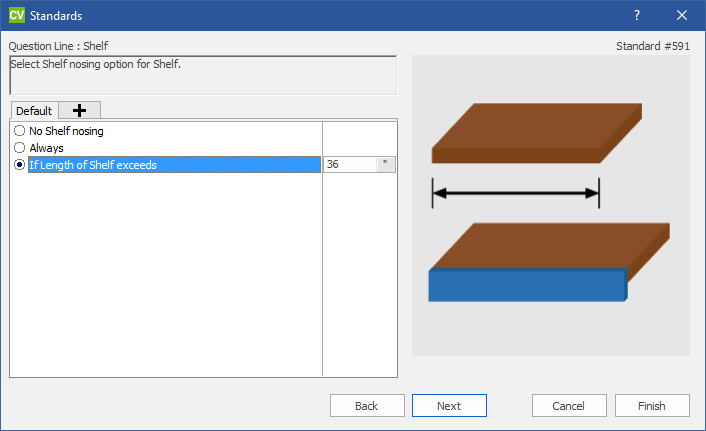 CV Standards ?
Question Line : Shelf Standard #591
Select Shelf nosing option for Shelf.
Default
No Shelf nosing
Always
If Length of Shelf exceeds 36 "
Back Next Cancel Finish